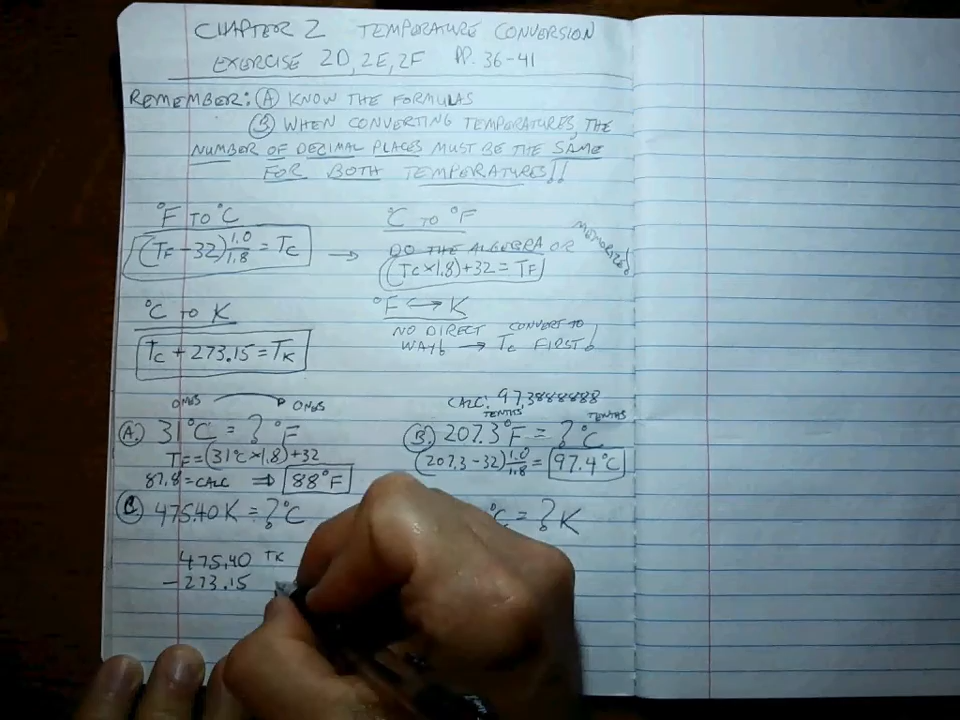 CHAPTER 2 TEMPERATURE CONVERSION
EXERCISE 2D, 2E, 2F PP. 36-41
REMEMBER: (A) KNOW THE FORMULAS
(B) WHEN CONVERTING TEMPERATURES, THE
NUMBER OF DECIMAL PLACES MUST BE THE SAME
FOR BOTH TEMPERATURES!!
°F TO °C
(TF - 32) 1.0/1.8 = TC →
°C TO °F
DO THE ALGEBRA OR
(TC × 1.8) + 32 = TF
MEMORIZE!
°C TO K
TC + 273.15 = TK
°F ↔ K
NO DIRECT CONVERT TO
WAY! → TC FIRST!
ONES → ONES
(A.) 31°C = ? °F
TF = (31°C × 1.8) + 32
87.8 = CALC ⇒ 88°F
CALC: 97.3888888
TENTHS TENTHS
(B.) 207.3°F = ? °C
(207.3 - 32) 1.0/1.8 = 97.4°C
(C.) 475.40 K = ? °C
475.40 TK
- 273.15
°C = ? K